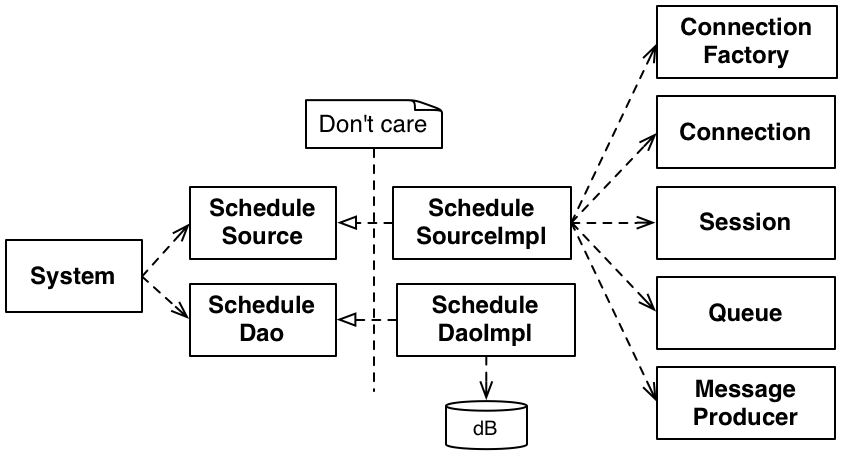 Connection
Factory
Don't care
Connection
Schedule
Source
Schedule
SourceImpl
Session
System
Schedule
Dao
Schedule
DaoImpl
Queue
Message
Producer
dB